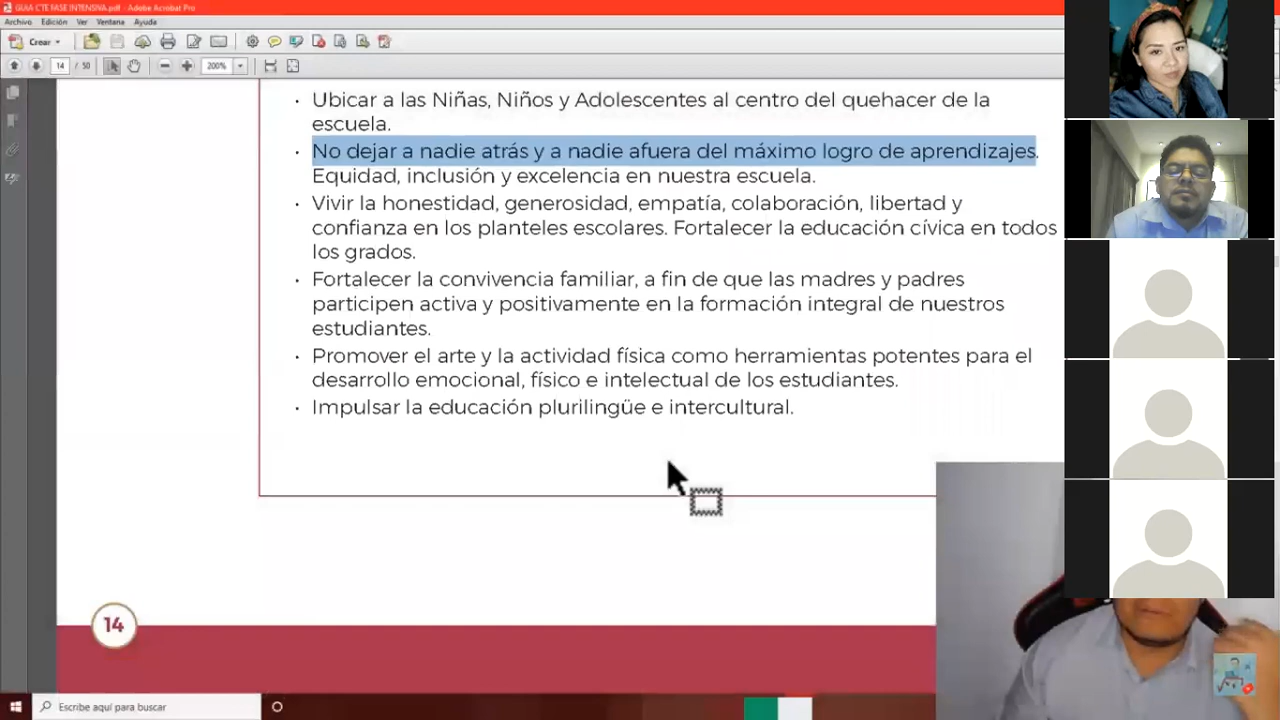 GUIA CTE FASE INTENSIVA.pdf - Adobe Acrobat Pro
Archivo Edición Ver Ventana Ayuda
Crear
14 / 50 200%
Ubicar a las Niñas, Niños y Adolescentes al centro del quehacer de la
escuela.
No dejar a nadie atrás y a nadie afuera del máximo logro de aprendizajes.
Equidad, inclusión y excelencia en nuestra escuela.
Vivir la honestidad, generosidad, empatía, colaboración, libertad y
confianza en los planteles escolares. Fortalecer la educación cívica en todos
los grados.
Fortalecer la convivencia familiar, a fin de que las madres y padres
participen activa y positivamente en la formación integral de nuestros
estudiantes.
Promover el arte y la actividad física como herramientas potentes para el
desarrollo emocional, físico e intelectual de los estudiantes.
Impulsar la educación plurilingüe e intercultural.
14
Escribe aquí para buscar